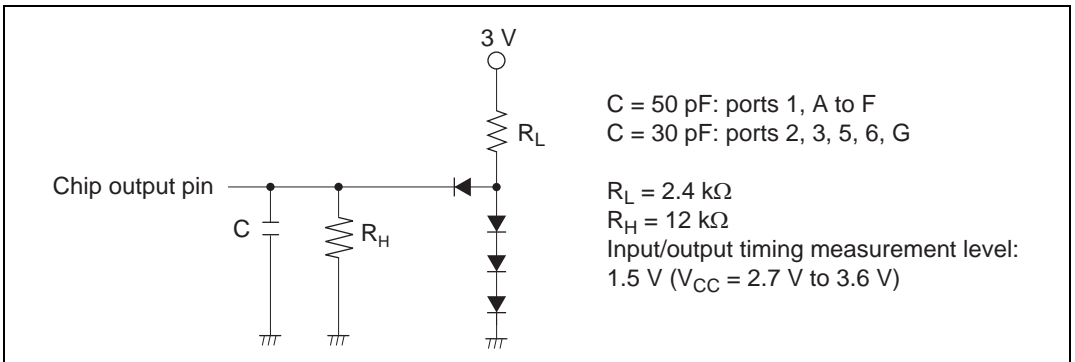 3 V
R_L
Chip output pin
C
R_H
C = 50 pF: ports 1, A to F
C = 30 pF: ports 2, 3, 5, 6, G
R_L = 2.4 kΩ
R_H = 12 kΩ
Input/output timing measurement level:
1.5 V (V_CC = 2.7 V to 3.6 V)